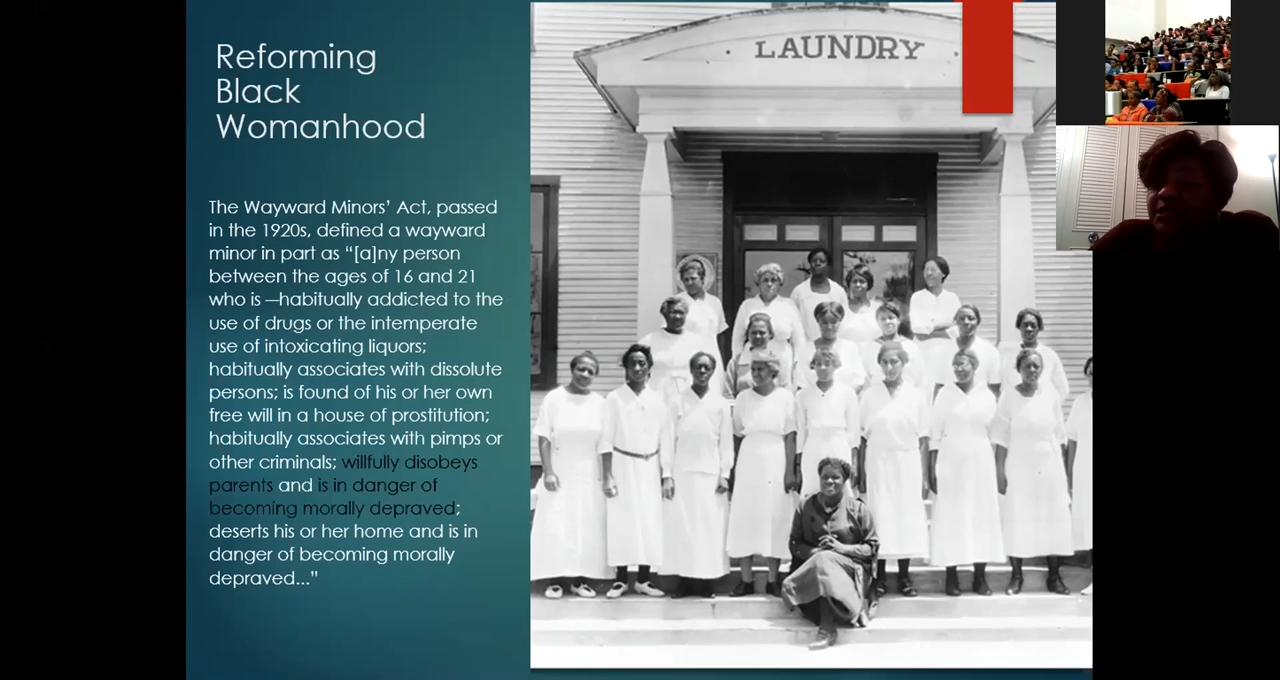 Reforming
Black
Womanhood
The Wayward Minors’ Act, passed
in the 1920s, defined a wayward
minor in part as “[a]ny person
between the ages of 16 and 21
who is —habitually addicted to the
use of drugs or the intemperate
use of intoxicating liquors;
habitually associates with dissolute
persons; is found of his or her own
free will in a house of prostitution;
habitually associates with pimps or
other criminals; willfully disobeys
parents and is in danger of
becoming morally depraved;
deserts his or her home and is in
danger of becoming morally
depraved...”
LAUNDRY